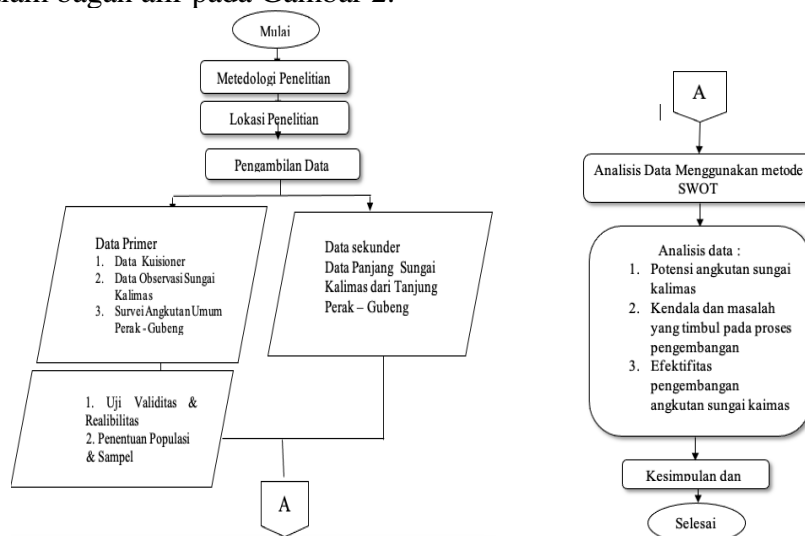 dalam bagan alir pada Gambar 2.
Mulai
Metedologi Penelitian
Lokasi Penelitian
Pengambilan Data
Data Primer
1. Data Kuisioner
2. Data Observasi Sungai
Kalimas
3. Survei Angkutan Umum
Perak - Gubeng
Data sekunder
Data Panjang Sungai
Kalimas dari Tanjung
Perak – Gubeng
1. Uji Validitas &
Realibilitas
2. Penentuan Populasi
& Sampel
A
A
Analisis Data Menggunakan metode
SWOT
Analisis data :
1. Potensi angkutan sungai
kalimas
2. Kendala dan masalah
yang timbul pada proses
pengembangan
3. Efektifitas
pengembangan
angkutan sungai kaimas
Kesimpulan dan
Selesai